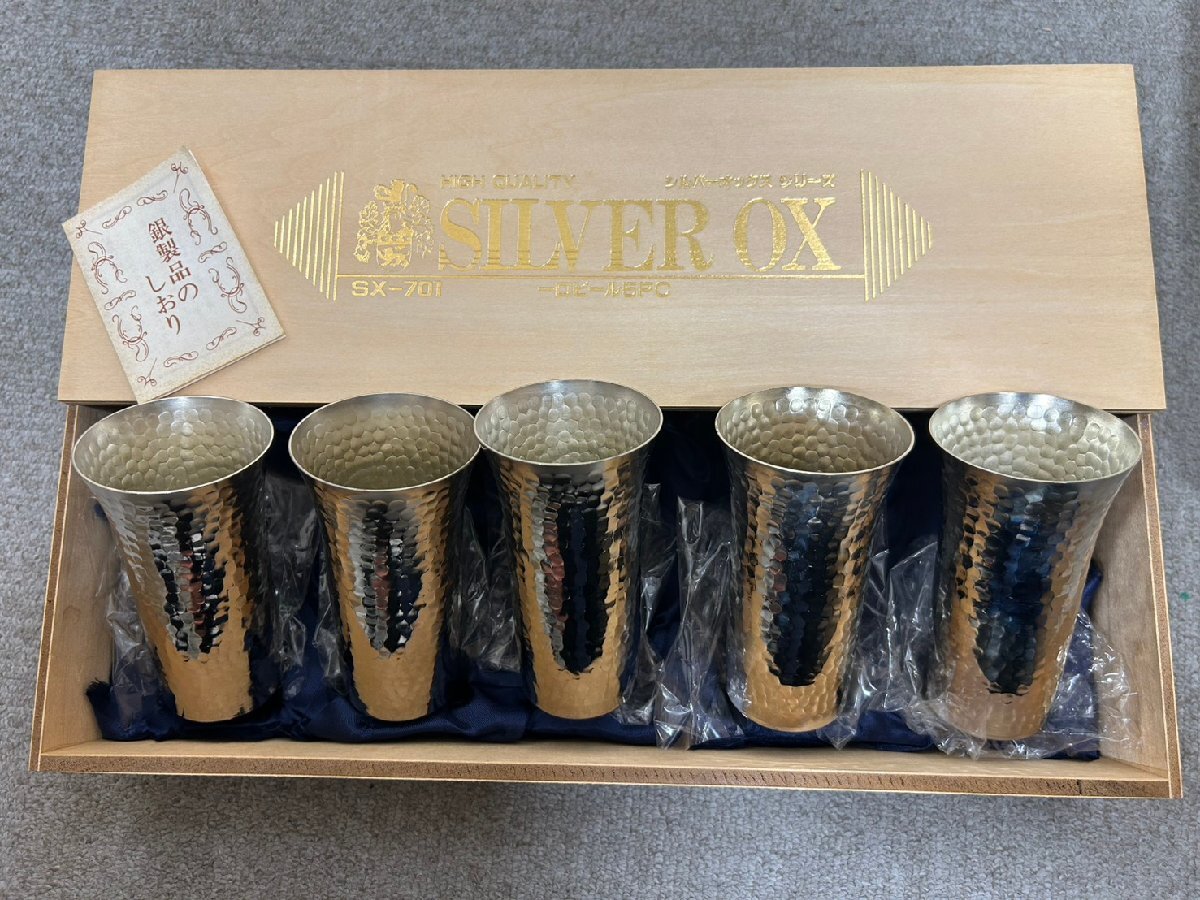 HIGH QUALITY. シルバーオックス シリーズ
SILVER OX
SX-701 一口ビール5PC
銀製品の
しおり